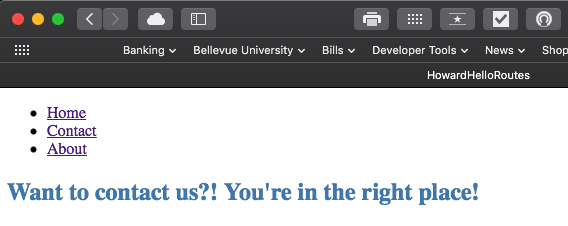 Banking Bellevue University Bills Developer Tools News Shop
HowardHelloRoutes
Home
Contact
About
Want to contact us?! You're in the right place!